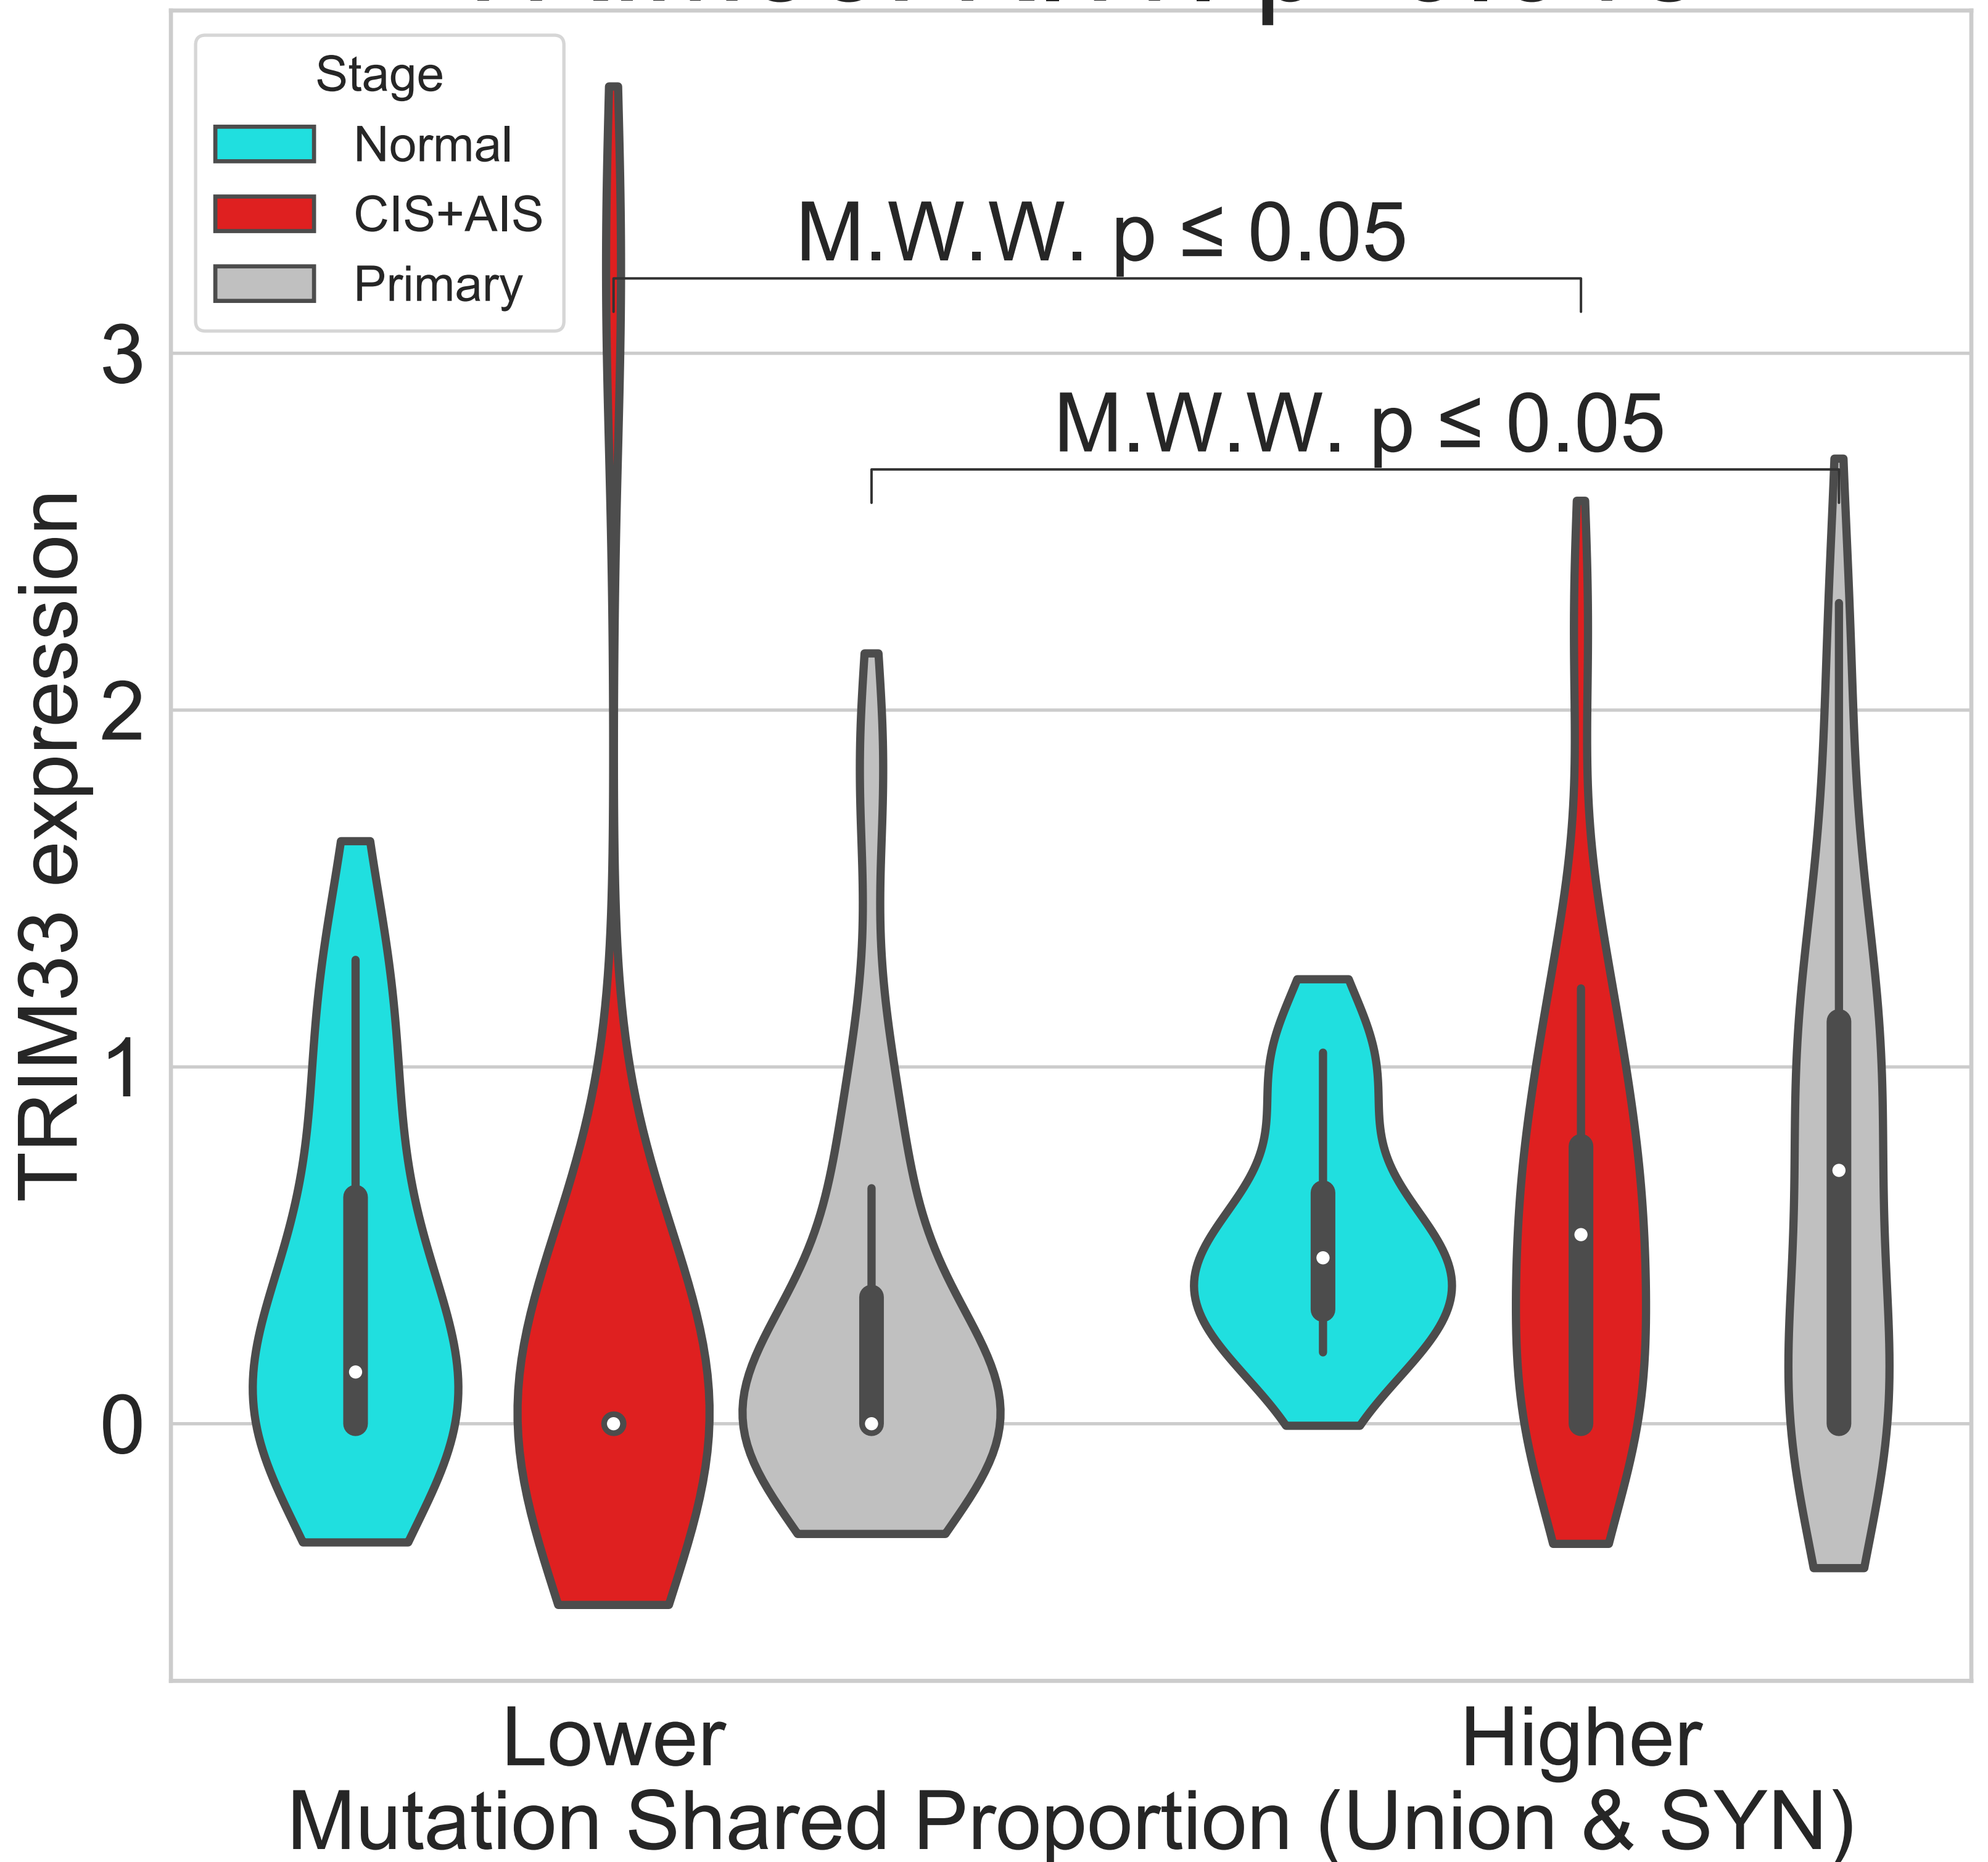 Stage
Normal
CIS+AIS
Primary
M.W.W. p ≤ 0.05
M.W.W. p ≤ 0.05
3
2
1
0
TRIM33 expression
Lower
Higher
Mutation Shared Proportion (Union & SYN)